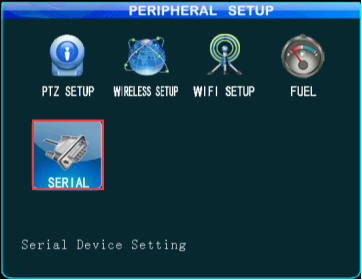 PERIPHERAL SETUP
PTZ SETUP WIRELESS SETUP WIFI SETUP FUEL
SERIAL
Serial Device Setting